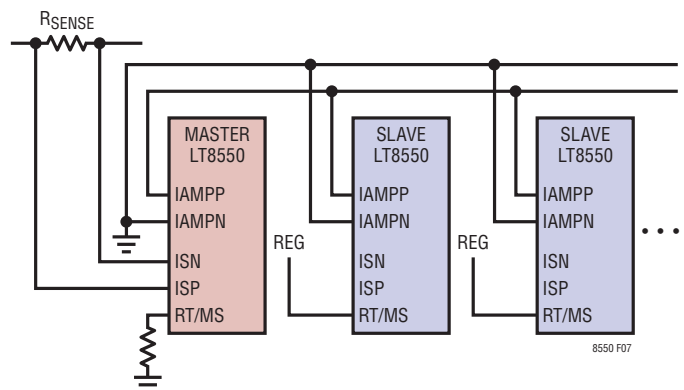 RSENSE
MASTER
LT8550
IAMPP
IAMPN
ISN
ISP
RT/MS
REG
SLAVE
LT8550
IAMPP
IAMPN
ISN
ISP
RT/MS
REG
SLAVE
LT8550
IAMPP
IAMPN
ISN
ISP
RT/MS
8550 F07